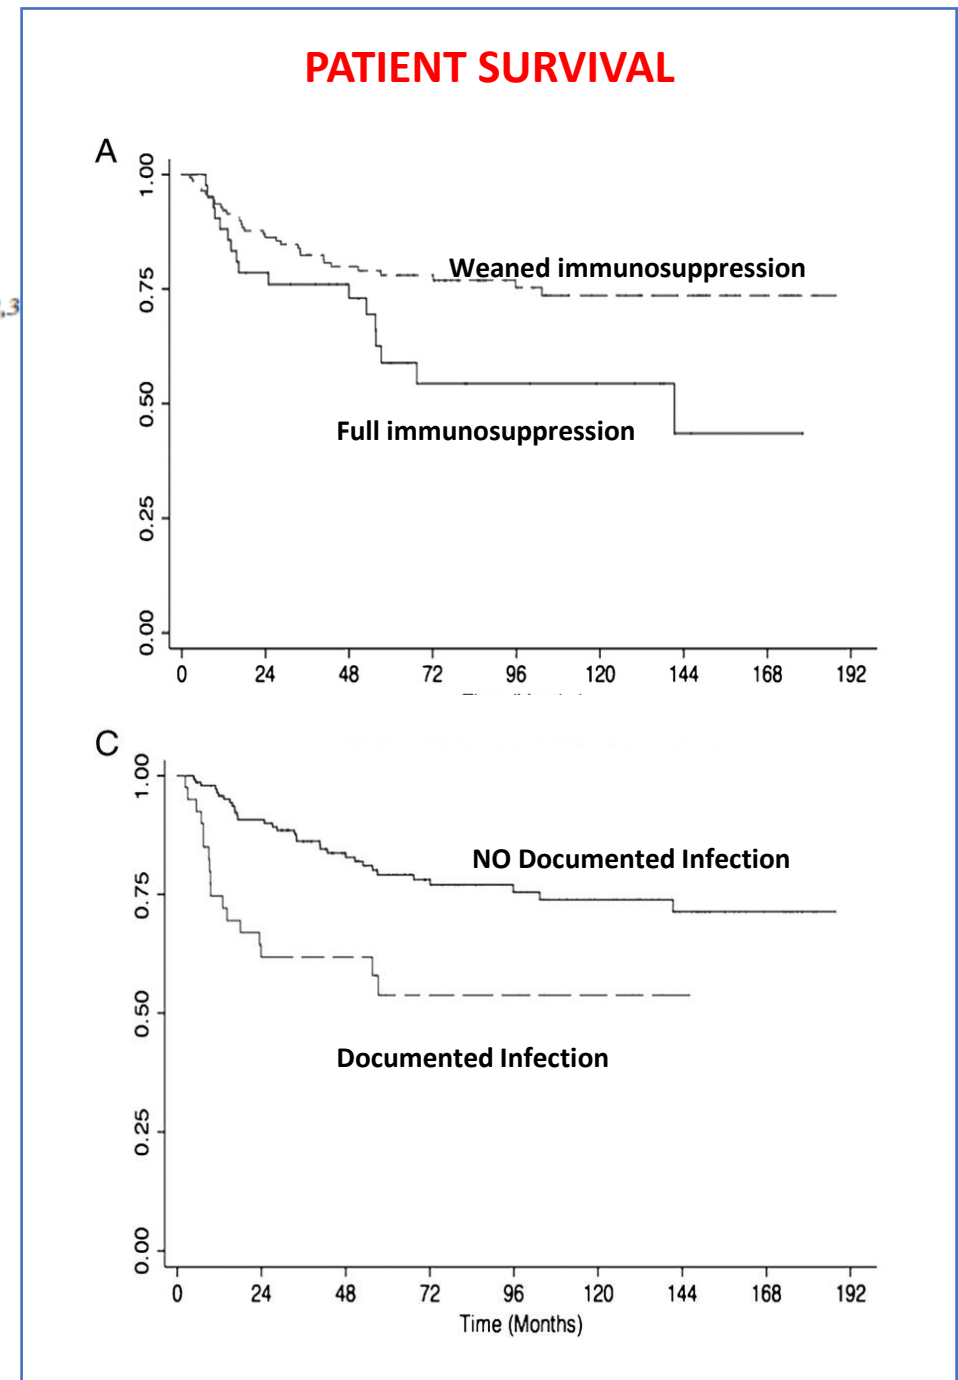 PATIENT SURVIVAL
A
1.00
0.75
0.50
0.25
0.00
Weaned immunosuppression
Full immunosuppression
0 24 48 72 96 120 144 168 192
,3
C
1.00
0.75
0.50
0.25
0.00
NO Documented Infection
Documented Infection
0 24 48 72 96 120 144 168 192
Time (Months)